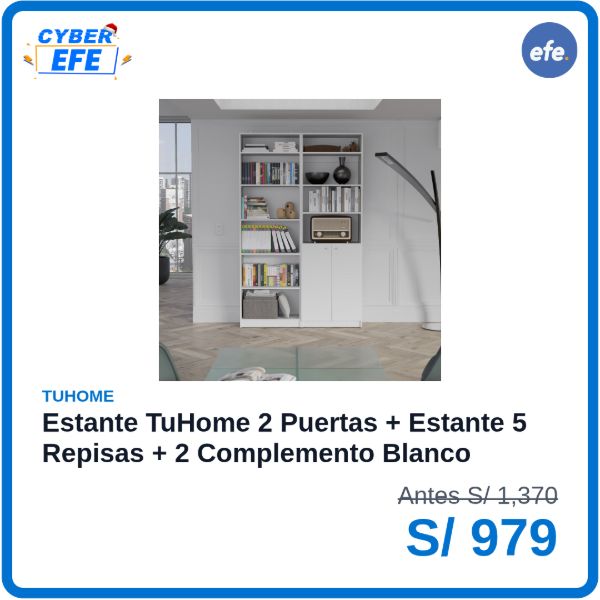 CYBER
EFE
efe.
TUHOME
Estante TuHome 2 Puertas + Estante 5
Repisas + 2 Complemento Blanco
Antes S/ 1,370
S/ 979